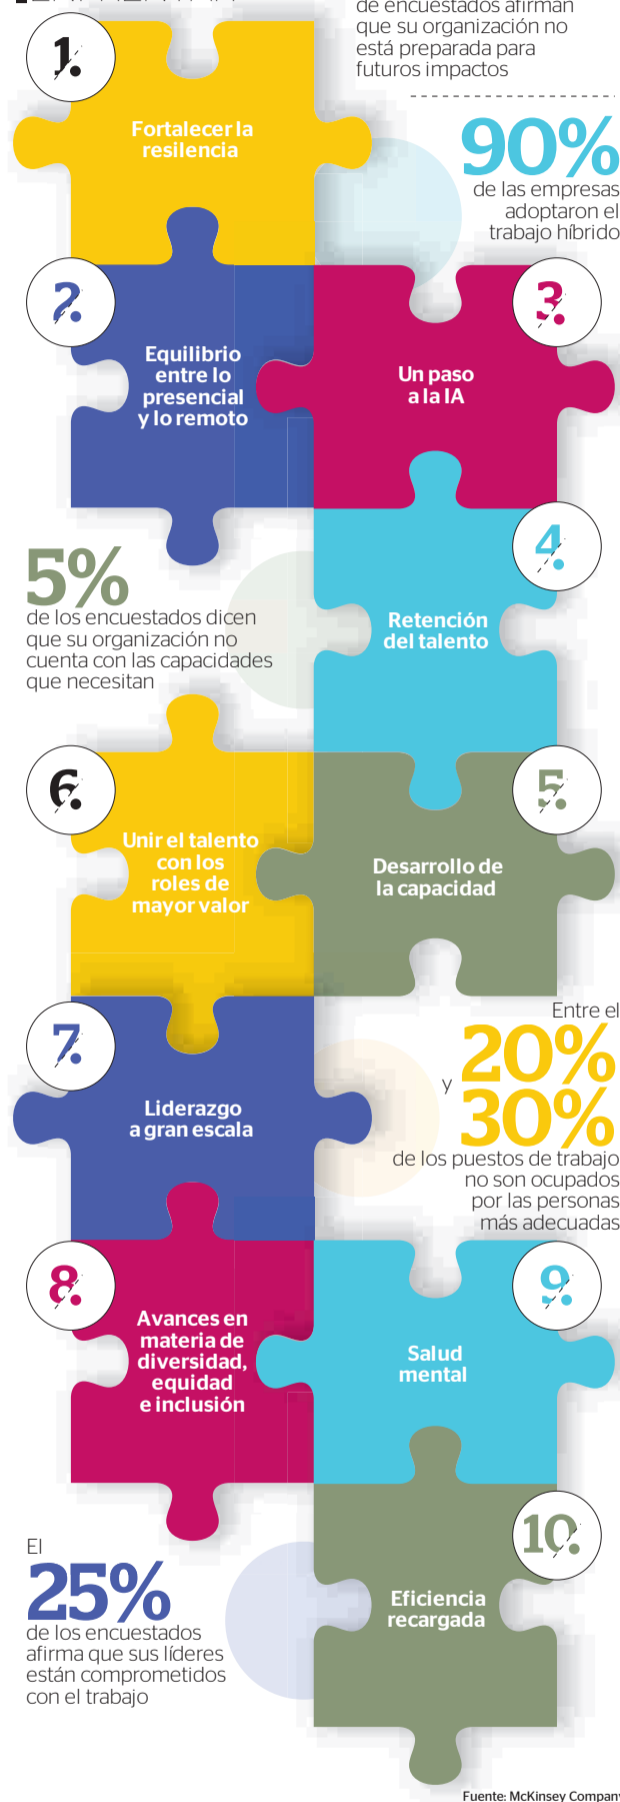 de encuestados afirman
que su organización no
está preparada para
futuros impactos
1.
Fortalecer la
resilencia
90%
de las empresas
adoptaron el
trabajo híbrido
2.
Equilibrio
entre lo
presencial
y lo remoto
3.
Un paso
a la IA
4.
Retención
del talento
5%
de los encuestados dicen
que su organización no
cuenta con las capacidades
que necesitan
5.
Desarrollo de
la capacidad
6.
Unir el talento
con los
roles de
mayor valor
7.
Liderazgo
a gran escala
Entre el
20%
y
30%
de los puestos de trabajo
no son ocupados
por las personas
más adecuadas
8.
Avances en
materia de
diversidad,
equidad
e inclusión
9.
Salud
mental
10.
Eficiencia
recargada
El
25%
de los encuestados
afirma que sus líderes
están comprometidos
con el trabajo
Fuente: McKinsey Company